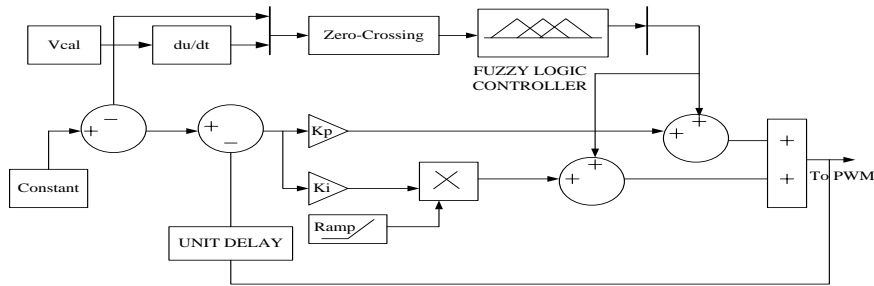 Vcal
du/dt
Zero-Crossing
FUZZY LOGIC
CONTROLLER
−
+
+
−
Kp
+
+
+
+
To PWM
Constant
Ki
×
+
+
Ramp
UNIT DELAY